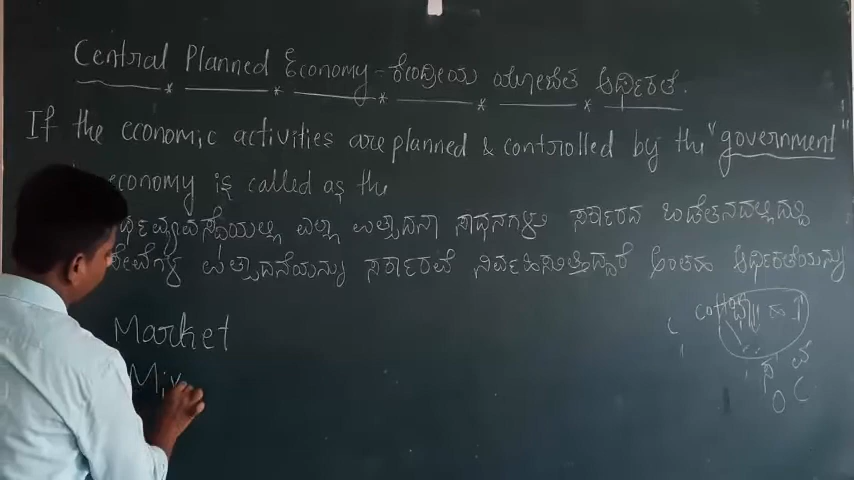 Central Planned Economy - ಕೇಂದ್ರೀಯ ಯೋಜಿತ ಆರ್ಥಿಕತೆ.
If the economic activities are planned & controlled by the "government"
economy is called as the
ಎಲ್ಲಾ ಉತ್ಪಾದನಾ ಸಾಧನಗಳು ಸರ್ಕಾರದ ಒಡೆತನದಲ್ಲಿದ್ದು
ಉತ್ಪಾದನೆಯನ್ನು ಸರ್ಕಾರವೆ ನಿರ್ವಹಿಸುತ್ತಿದ್ದರೆ ಅಂತಹ ಆರ್ಥಿಕತೆಯನ್ನು
Market
Mix